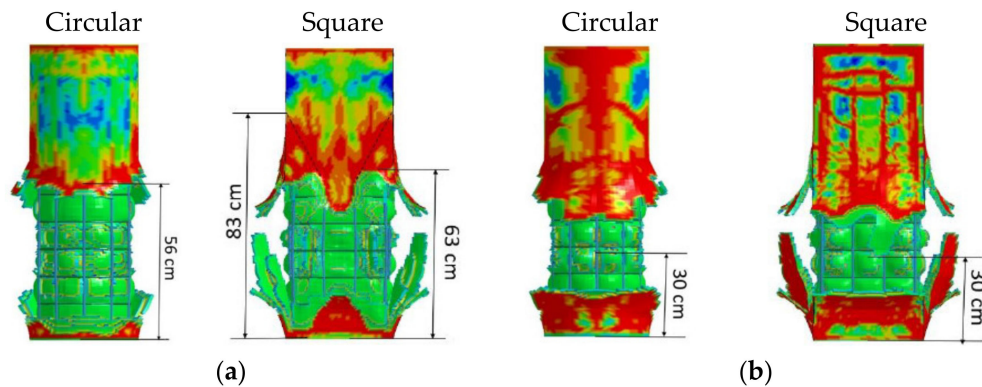 Circular Square Circular Square
56 cm
83 cm
63 cm
30 cm
30 cm
(a) (b)